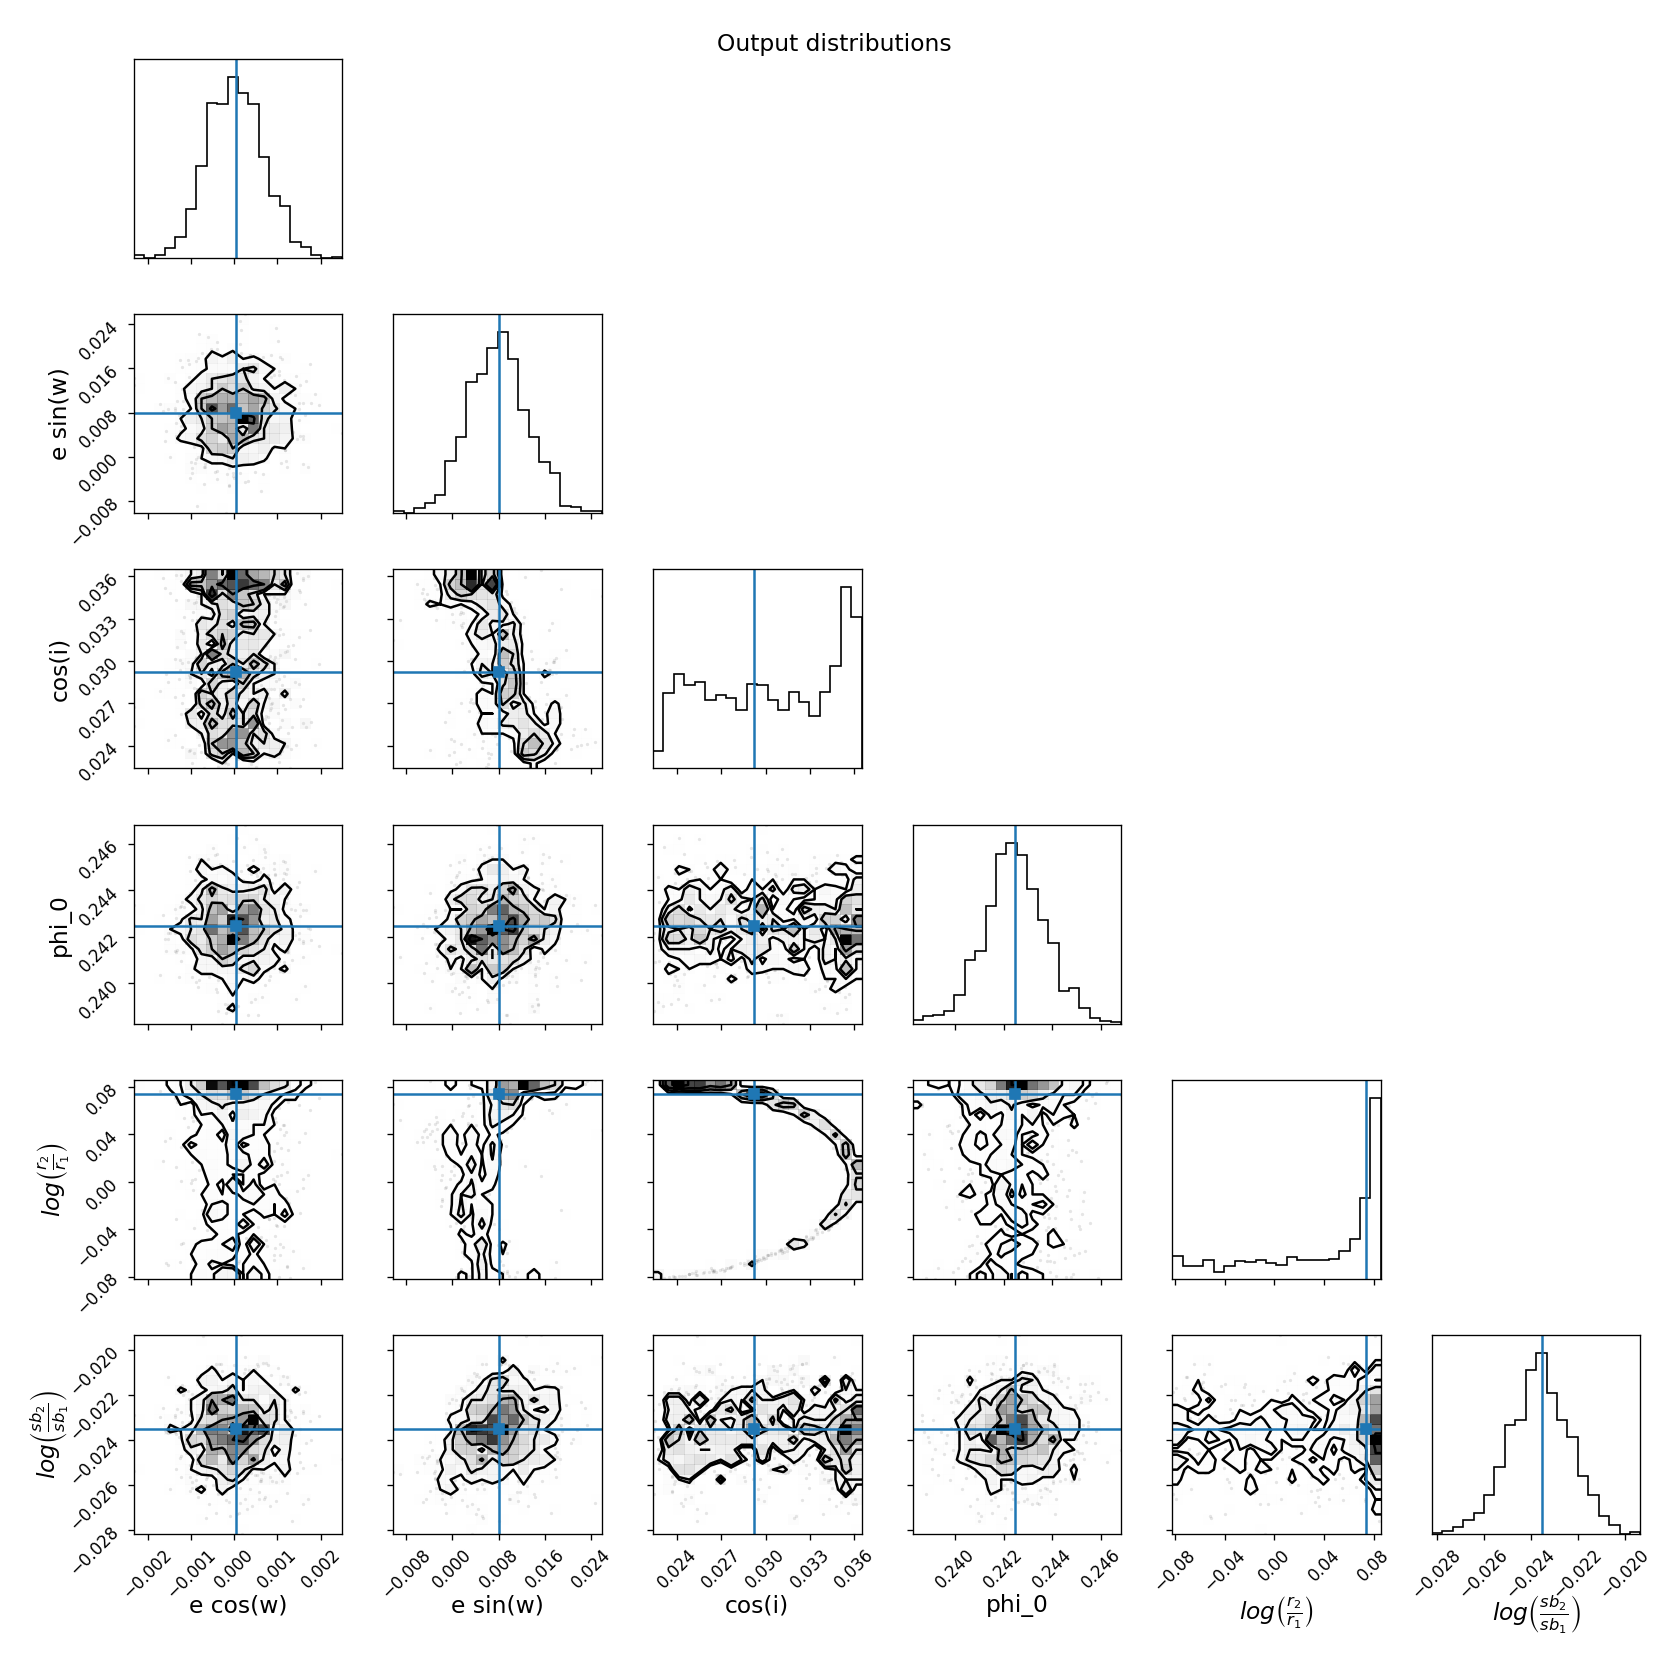 Output distributions
e sin(w)
0.024
0.016
0.008
0.000
−0.008
cos(i)
0.036
0.033
0.030
0.027
0.024
phi_0
0.246
0.244
0.242
0.240
log(r₂/r₁)
0.08
0.04
0.00
−0.04
−0.08
log(sb₂/sb₁)
−0.020
−0.022
−0.024
−0.026
−0.028
−0.002 −0.001 0.000 0.001 0.002
e cos(w)
−0.008 0.000 0.008 0.016 0.024
e sin(w)
0.024 0.027 0.030 0.033 0.036
cos(i)
0.240 0.242 0.244 0.246
phi_0
−0.08 −0.04 0.00 0.04 0.08
log(r₂/r₁)
−0.028 −0.026 −0.024 −0.022 −0.020
log(sb₂/sb₁)